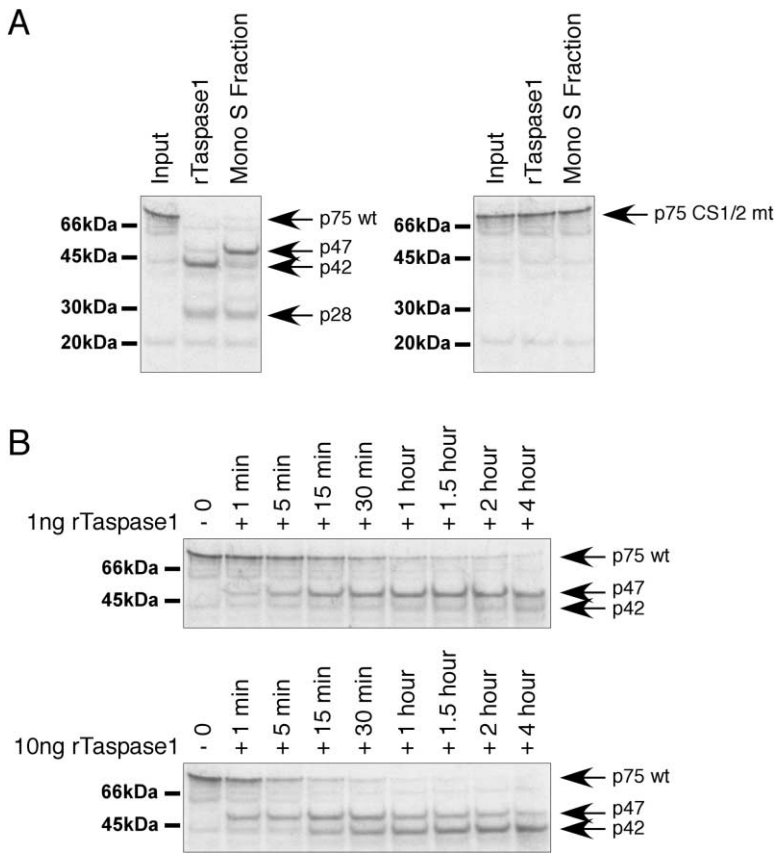 A
Input
rTaspase1
Mono S Fraction
66kDa
45kDa
30kDa
20kDa
p75 wt
p47
p42
p28
Input
rTaspase1
Mono S Fraction
66kDa
45kDa
30kDa
20kDa
p75 CS1/2 mt
B
0
1 min
5 min
15 min
30 min
1 hour
1.5 hour
2 hour
4 hour
1ng rTaspase1 - + + + + + + + +
66kDa
45kDa
p75 wt
p47
p42
0
1 min
5 min
15 min
30 min
1 hour
1.5 hour
2 hour
4 hour
10ng rTaspase1 - + + + + + + + +
66kDa
45kDa
p75 wt
p47
p42